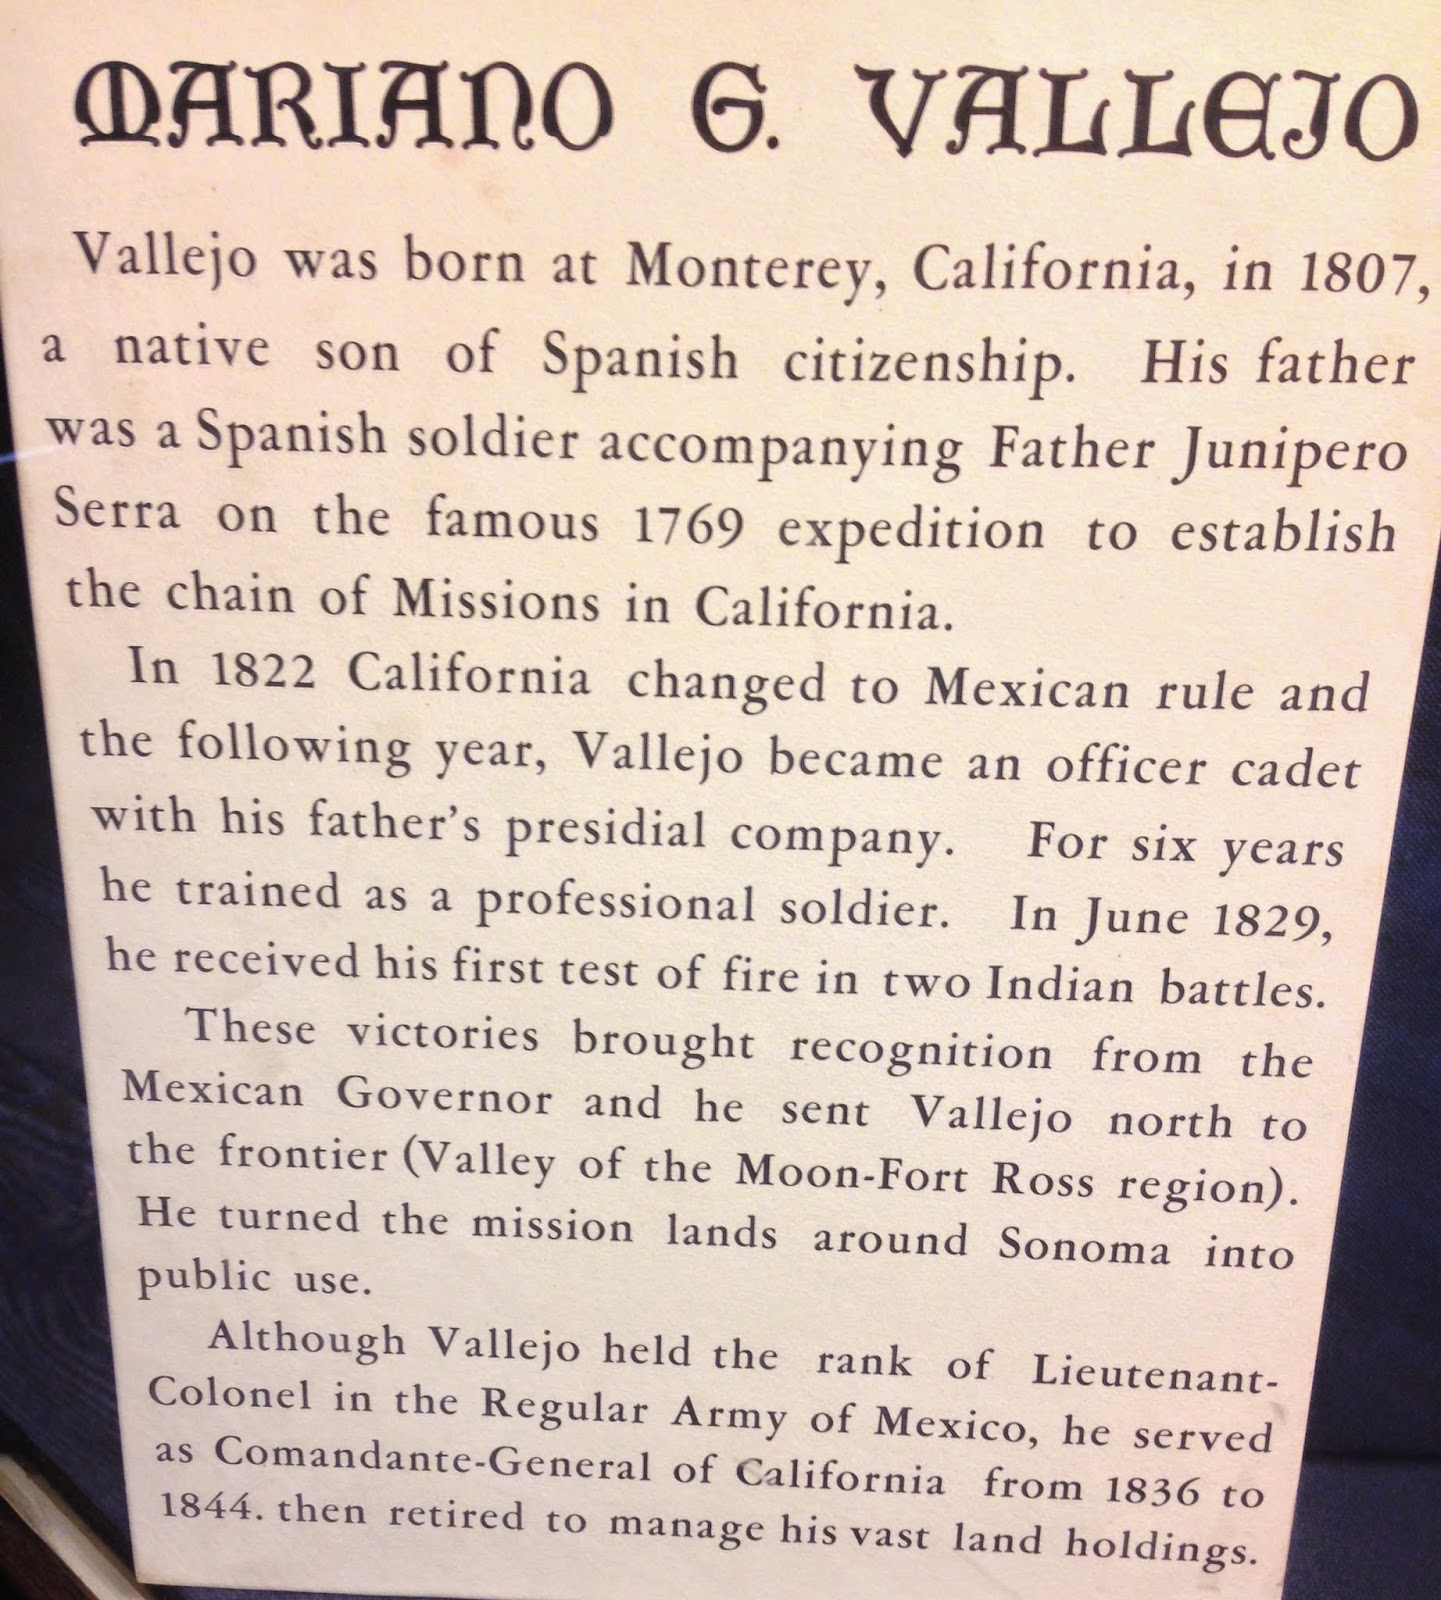 MARIANO G. VALLEJO
Vallejo was born at Monterey, California, in 1807,
a native son of Spanish citizenship. His father
was a Spanish soldier accompanying Father Junipero
Serra on the famous 1769 expedition to establish
the chain of Missions in California.
In 1822 California changed to Mexican rule and
the following year, Vallejo became an officer cadet
with his father's presidial company. For six years
he trained as a professional soldier. In June 1829,
he received his first test of fire in two Indian battles.
These victories brought recognition from the
Mexican Governor and he sent Vallejo north to
the frontier (Valley of the Moon-Fort Ross region).
He turned the mission lands around Sonoma into
public use.
Although Vallejo held the rank of Lieutenant-
Colonel in the Regular Army of Mexico, he served
as Comandante-General of California from 1836 to
1844. then retired to manage his vast land holdings.